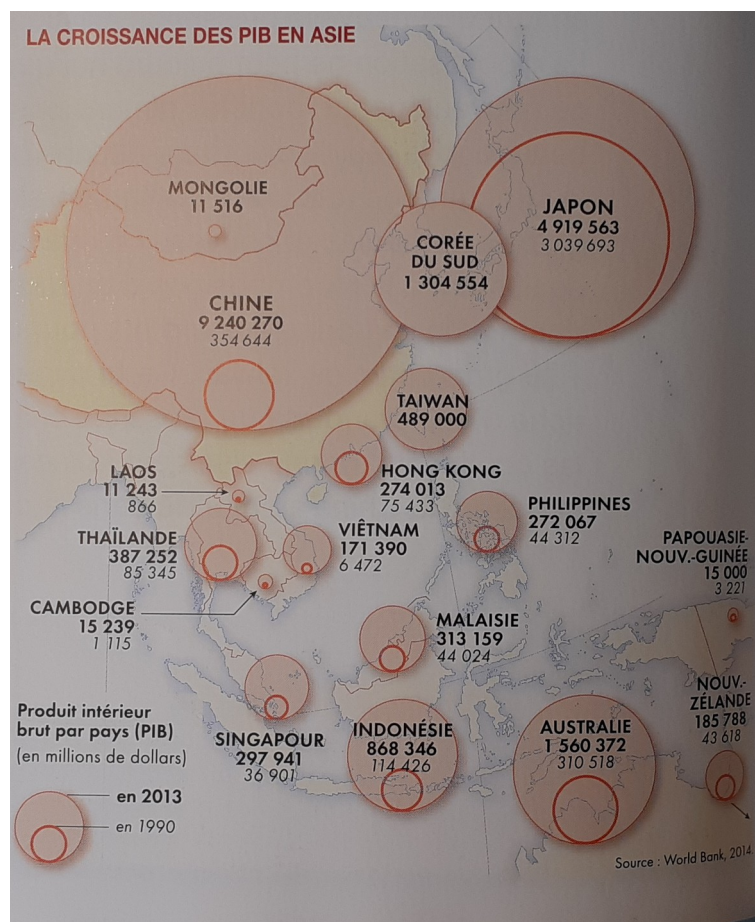 LA CROISSANCE DES PIB EN ASIE
MONGOLIE
11 516
JAPON
4 919 563
3 039 693
CORÉE
DU SUD
1 304 554
CHINE
9 240 270
354 644
TAIWAN
489 000
LAOS
11 243
866
HONG KONG
274 013
75 433
PHILIPPINES
272 067
44 312
THAÏLANDE
387 252
85 345
VIÊTNAM
171 390
6 472
PAPOUASIE-
NOUV.-GUINÉE
15 000
3 221
CAMBODGE
15 239
1 115
MALAISIE
313 159
44 024
NOUV.-
ZÉLANDE
185 788
43 618
SINGAPOUR
297 941
36 901
INDONÉSIE
868 346
114 426
AUSTRALIE
1 560 372
310 518
Produit intérieur
brut par pays (PIB)
(en millions de dollars)
en 2013
en 1990
Source : World Bank, 2014.